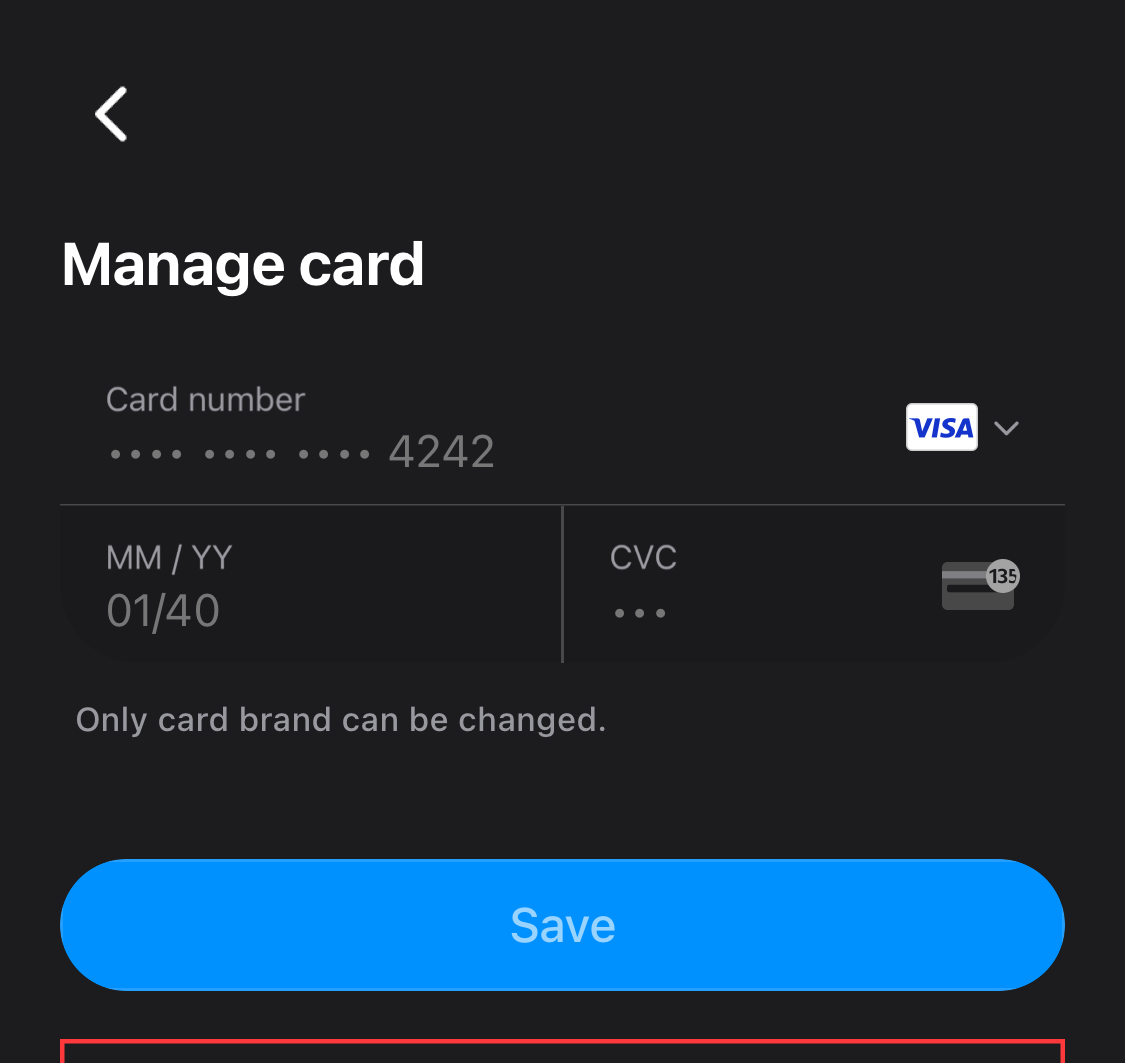 Manage card
Card number
•••• •••• •••• 4242
VISA
MM / YY
01/40
CVC
•••
135
Only card brand can be changed.
Save